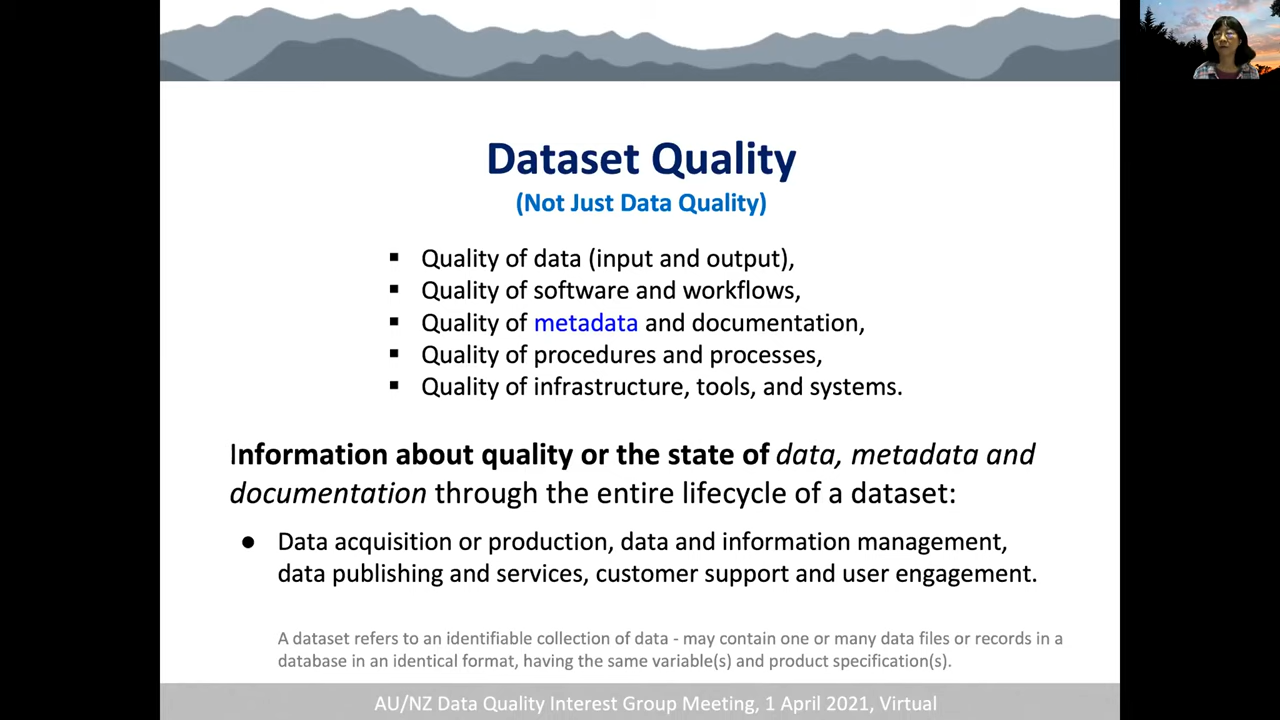 Dataset Quality
(Not Just Data Quality)
▪ Quality of data (input and output),
▪ Quality of software and workflows,
▪ Quality of metadata and documentation,
▪ Quality of procedures and processes,
▪ Quality of infrastructure, tools, and systems.
Information about quality or the state of data, metadata and
documentation through the entire lifecycle of a dataset:
● Data acquisition or production, data and information management,
data publishing and services, customer support and user engagement.
A dataset refers to an identifiable collection of data - may contain one or many data files or records in a
database in an identical format, having the same variable(s) and product specification(s).
AU/NZ Data Quality Interest Group Meeting, 1 April 2021, Virtual